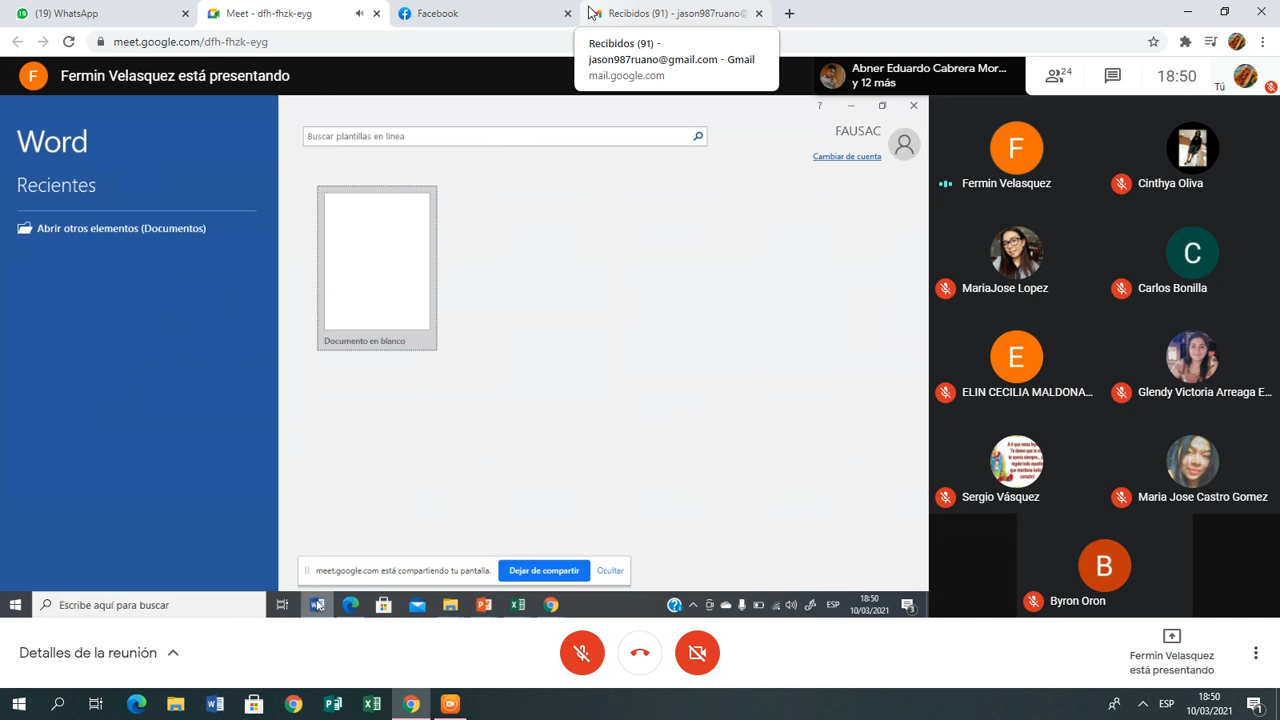 (19) WhatsApp
Meet - dfh-fhzk-eyg
Facebook
Recibidos (91) - jason987ruano@
meet.google.com/dfh-fhzk-eyg
Recibidos (91) -
jason987ruano@gmail.com - Gmail
mail.google.com
F
Fermin Velasquez está presentando
Abner Eduardo Cabrera Mor...
y 12 más
24
18:50
Tú
Word
Recientes
Abrir otros elementos (Documentos)
Buscar plantillas en línea
FAUSAC
Cambiar de cuenta
Documento en blanco
F
Fermin Velasquez
Cinthya Oliva
MariaJose Lopez
C
Carlos Bonilla
E
ELIN CECILIA MALDONA...
Glendy Victoria Arreaga E...
Sergio Vásquez
Maria Jose Castro Gomez
B
Byron Oron
meet.google.com está compartiendo tu pantalla.
Dejar de compartir
Ocultar
Escribe aquí para buscar
ESP
18:50
10/03/2021
3
Detalles de la reunión
Fermin Velasquez
está presentando
ESP
18:50
10/03/2021
1